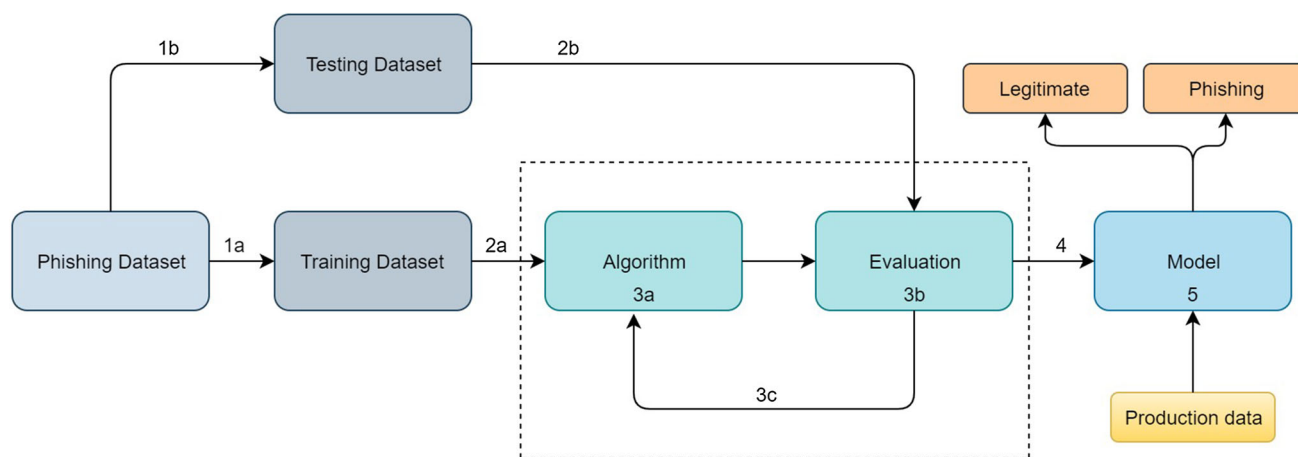 1b
Testing Dataset
2b
Legitimate
Phishing
Phishing Dataset
1a
Training Dataset
2a
Algorithm
3a
Evaluation
3b
4
Model
5
3c
Production data